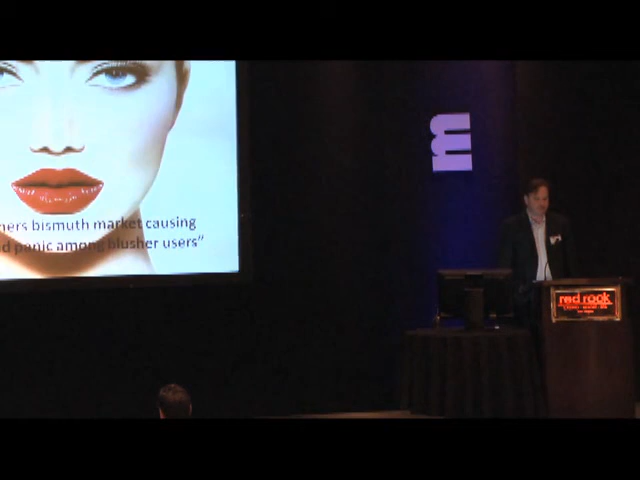 ners bismuth market causing
d panic among blusher users”
m
red rock